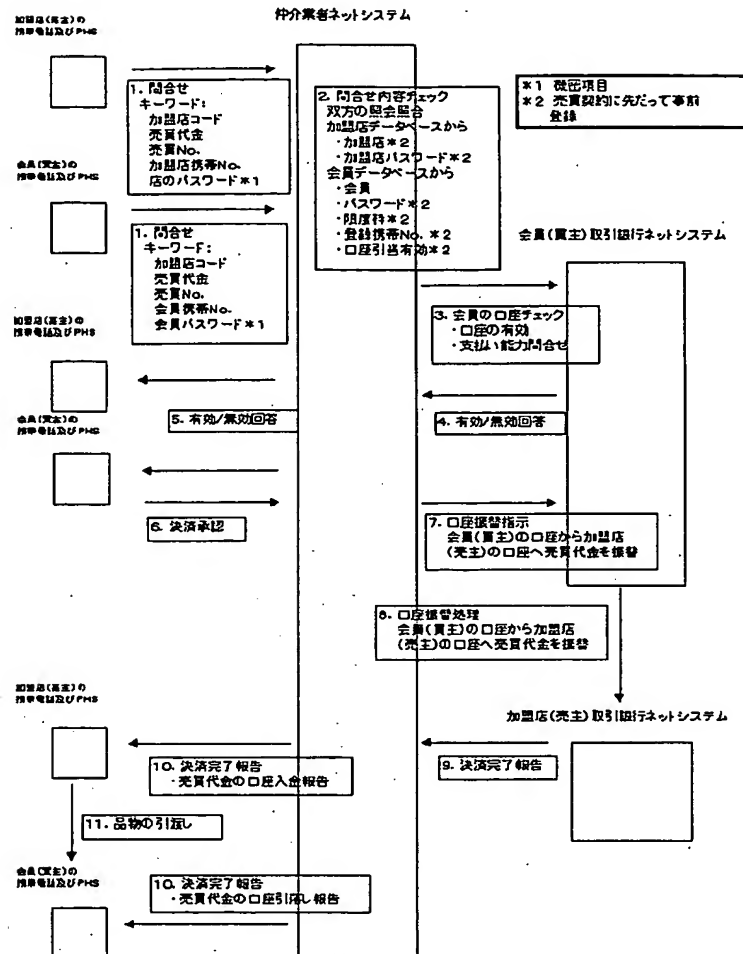 仲介業者ネットシステム
加盟店(売主)の
携帯電話及びPHS
1. 問合せ
キーワード:
加盟店コード
売買代金
売買No.
加盟店携帯No.
店のパスワード*1
2. 問合せ内容チェック
双方の照会照合
加盟店データベースから
・加盟店*2
・加盟店パスワード*2
会員データベースから
・会員
・パスワード*2
・限度枠*2
・登録携帯No.*2
・口座引当有効*2
*1 機密項目
*2 売買契約に先だって事前
登録
会員(買主)の
携帯電話及びPHS
1. 問合せ
キーワード:
加盟店コード
売買代金
売買No.
会員携帯No.
会員パスワード*1
会員(買主)取引銀行ネットシステム
3. 会員の口座チェック
・口座の有効
・支払い能力問合せ
加盟店(売主)の
携帯電話及びPHS
5. 有効/無効回答
4. 有効/無効回答
会員(買主)の
携帯電話及びPHS
6. 決済承認
7. 口座振替指示
会員(買主)の口座から加盟店
(売主)の口座へ売買代金を振替
8. 口座振替処理
会員(買主)の口座から加盟店
(売主)の口座へ売買代金を振替
加盟店(売主)の
携帯電話及びPHS
加盟店(売主)取引銀行ネットシステム
10. 決済完了報告
・売買代金の口座入金報告
9. 決済完了報告
11. 品物の引渡し
会員(買主)の
携帯電話及びPHS
10. 決済完了報告
・売買代金の口座引落し報告